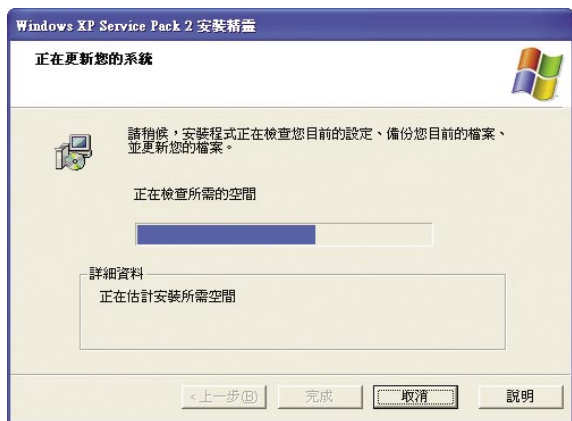 Windows XP Service Pack 2 安裝精靈
正在更新您的系統
請稍候，安裝程式正在檢查您目前的設定、備份您目前的檔案、
並更新您的檔案。
正在檢查所需的空間
詳細資料
正在估計安裝所需空間
<上一步(B)
完成
取消
說明